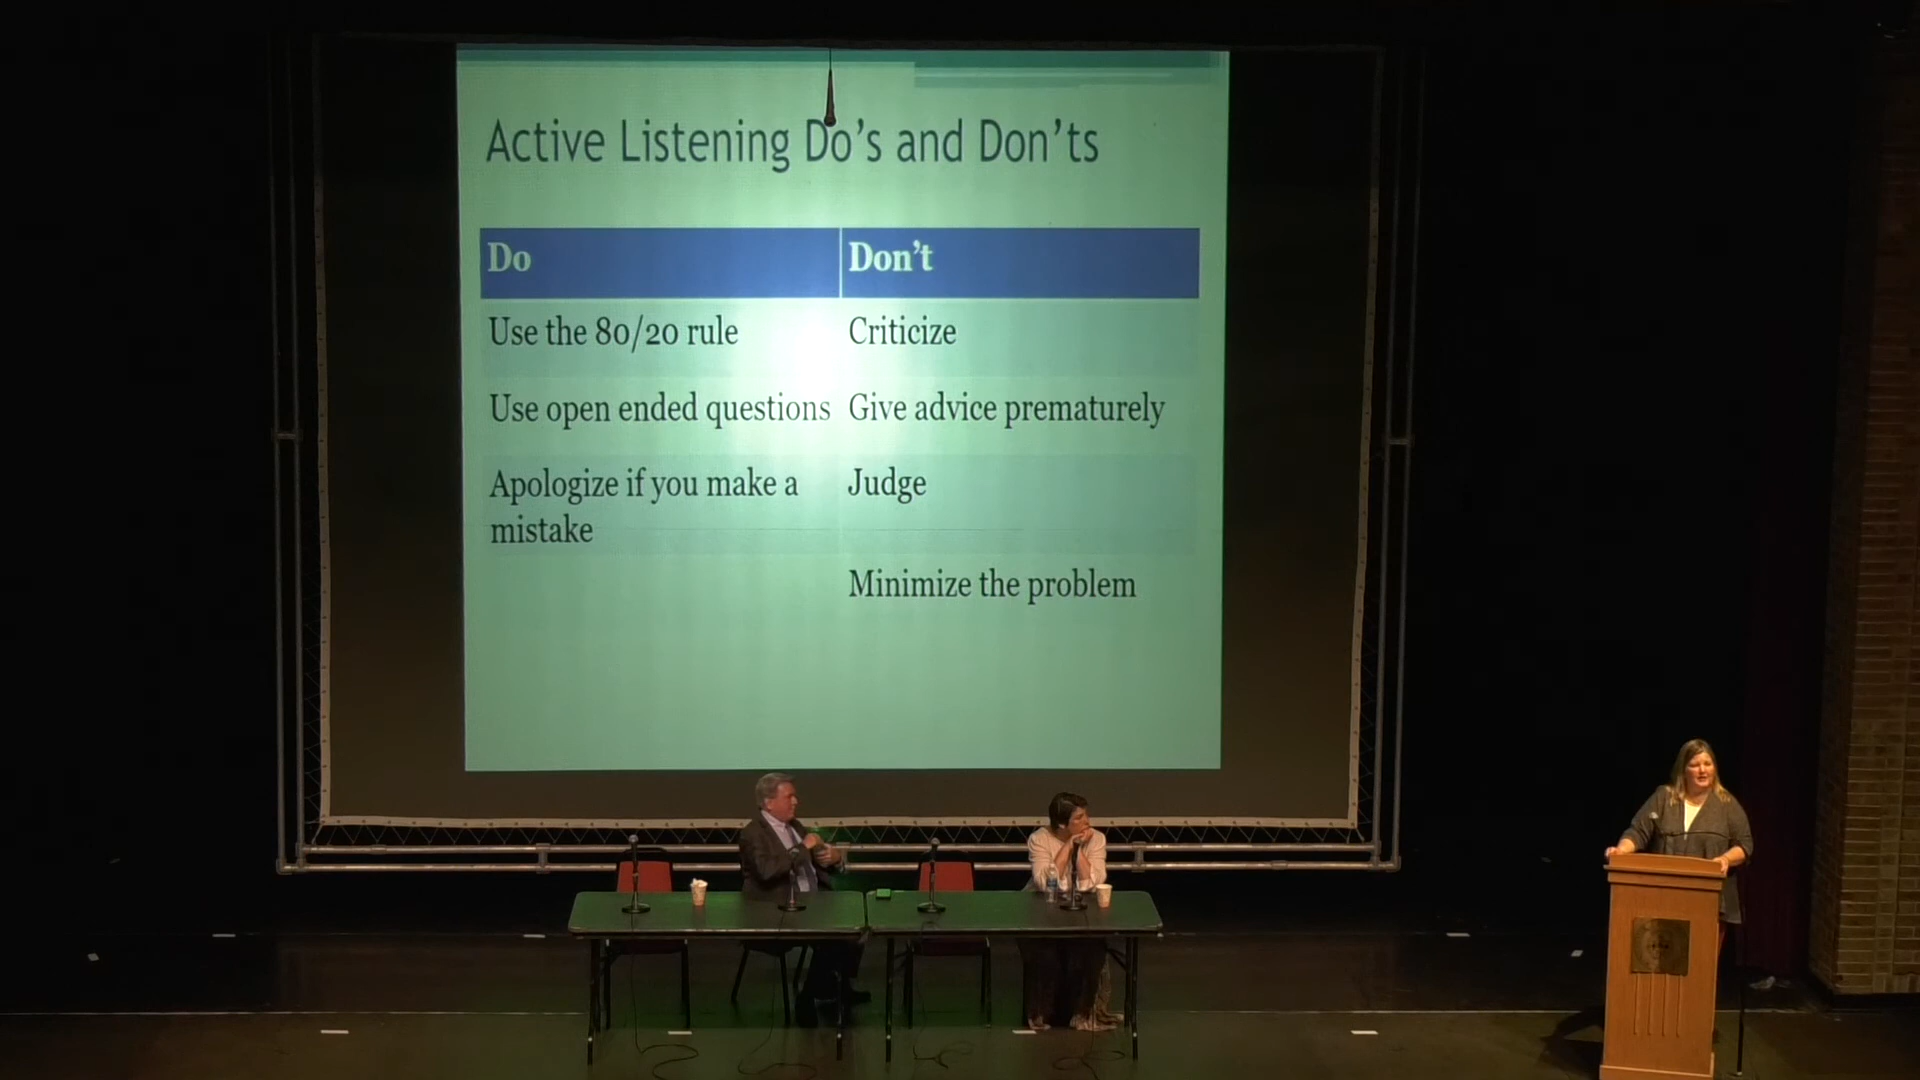 Active Listening Do's and Don'ts
Do
Don't
Use the 80/20 rule
Criticize
Use open ended questions
Give advice prematurely
Apologize if you make a
mistake
Judge
Minimize the problem